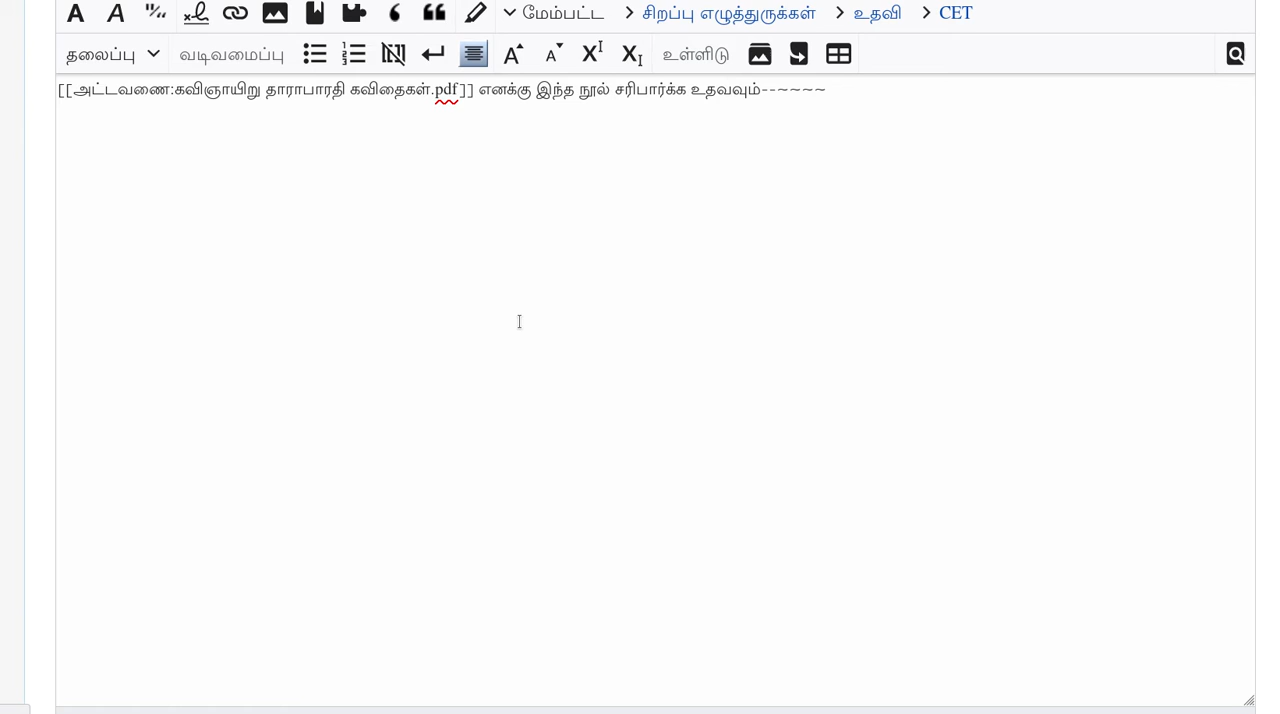 மேம்பட்ட சிறப்பு எழுத்துருக்கள் உதவி CET
தலைப்பு வடிவமைப்பு உள்ளிடு
[[அட்டவணை:கவிஞாயிறு தாராபாரதி கவிதைகள்.pdf]] எனக்கு இந்த நூல் சரிபார்க்க உதவவும்--~~~~